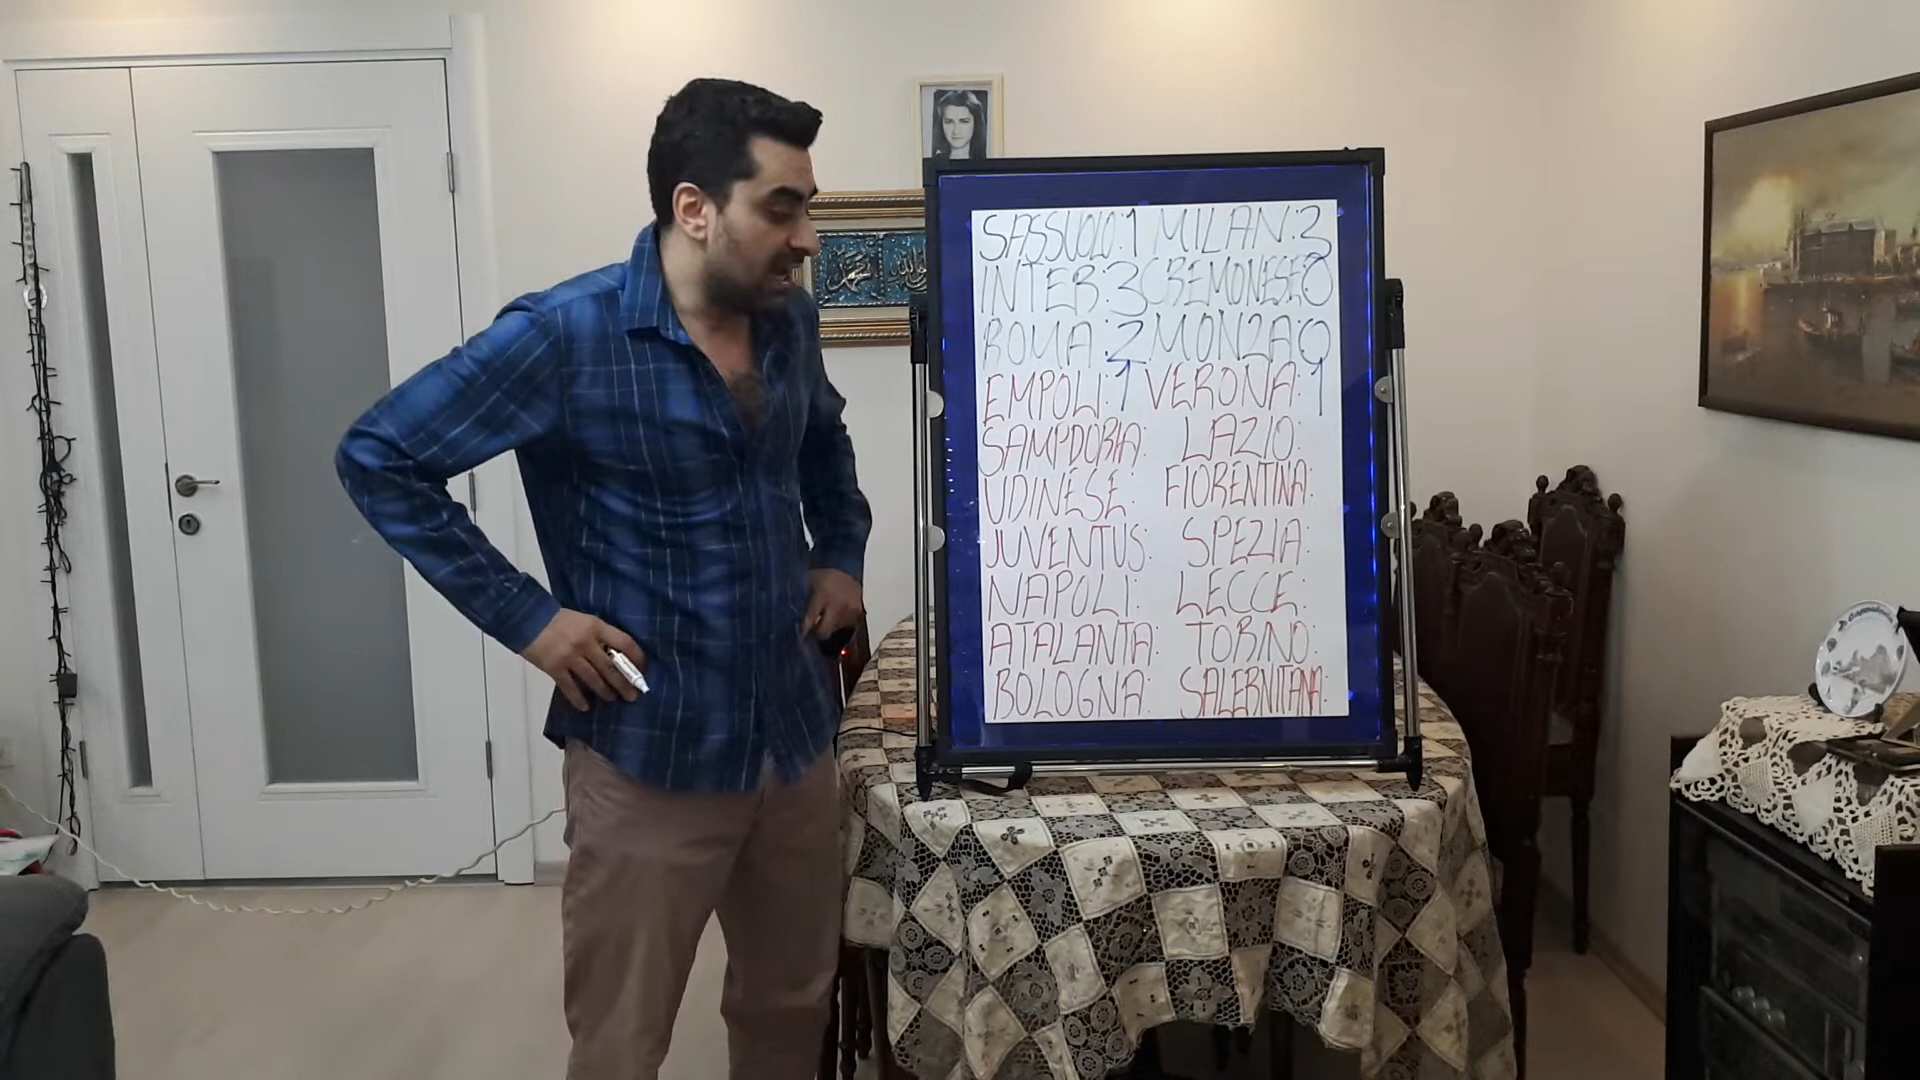 SASSUOLO:1 MILAN:3
INTER:3 CREMONESE:0
ROMA:2 MONZA:0
EMPOLI:1 VERONA:1
SAMPDORIA: LAZIO:
UDINESE: FIORENTINA:
JUVENTUS: SPEZIA:
NAPOLI: LECCE:
ATALANTA: TORINO:
BOLOGNA: SALERNITANA: